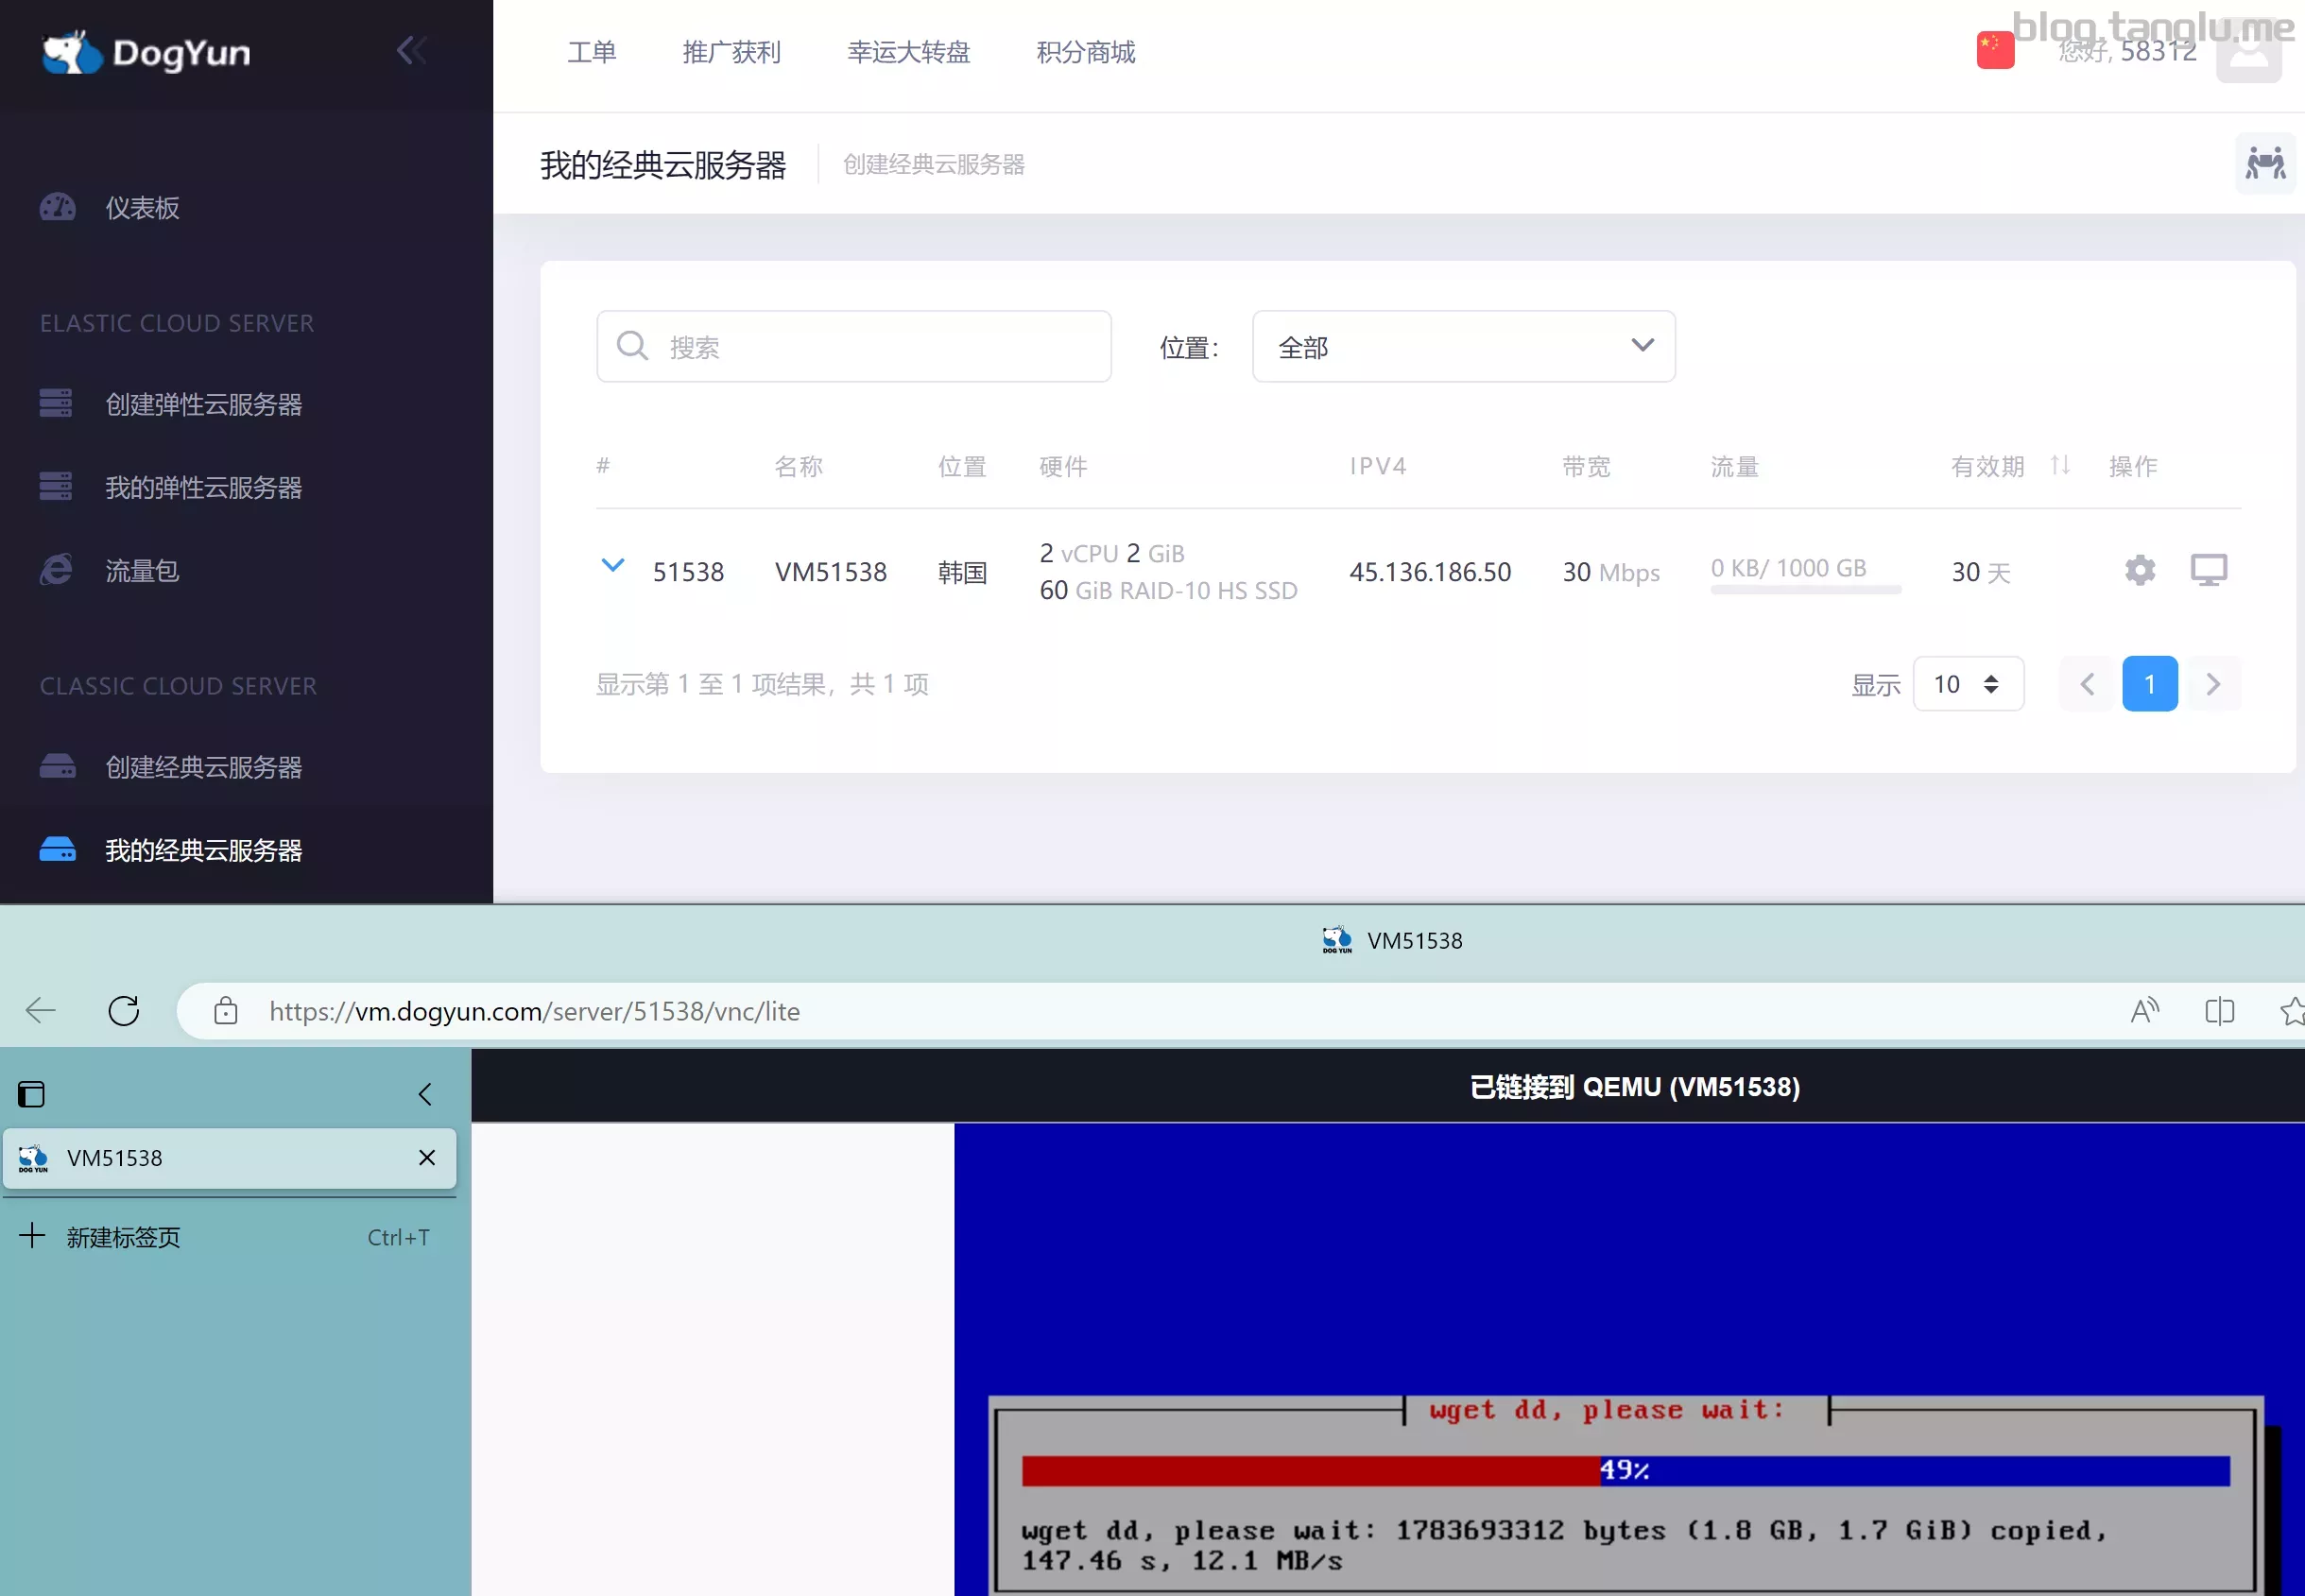 DogYun
工单 推广获利 幸运大转盘 积分商城
blog.tanglu.me
您好, 58312
我的经典云服务器 创建经典云服务器
仪表板
ELASTIC CLOUD SERVER
创建弹性云服务器
我的弹性云服务器
流量包
CLASSIC CLOUD SERVER
创建经典云服务器
我的经典云服务器
搜索 位置： 全部
# 名称 位置 硬件 IPV4 带宽 流量 有效期 操作
51538 VM51538 韩国 2 vCPU 2 GiB 45.136.186.50 30 Mbps 0 KB/ 1000 GB 30 天
60 GiB RAID-10 HS SSD
显示第 1 至 1 项结果，共 1 项 显示 10 1
DOG YUN VM51538
https://vm.dogyun.com/server/51538/vnc/lite
已链接到 QEMU (VM51538)
DOG YUN VM51538
新建标签页 Ctrl+T
wget dd, please wait:
49%
wget dd, please wait: 1783693312 bytes (1.8 GB, 1.7 GiB) copied,
147.46 s, 12.1 MB/s